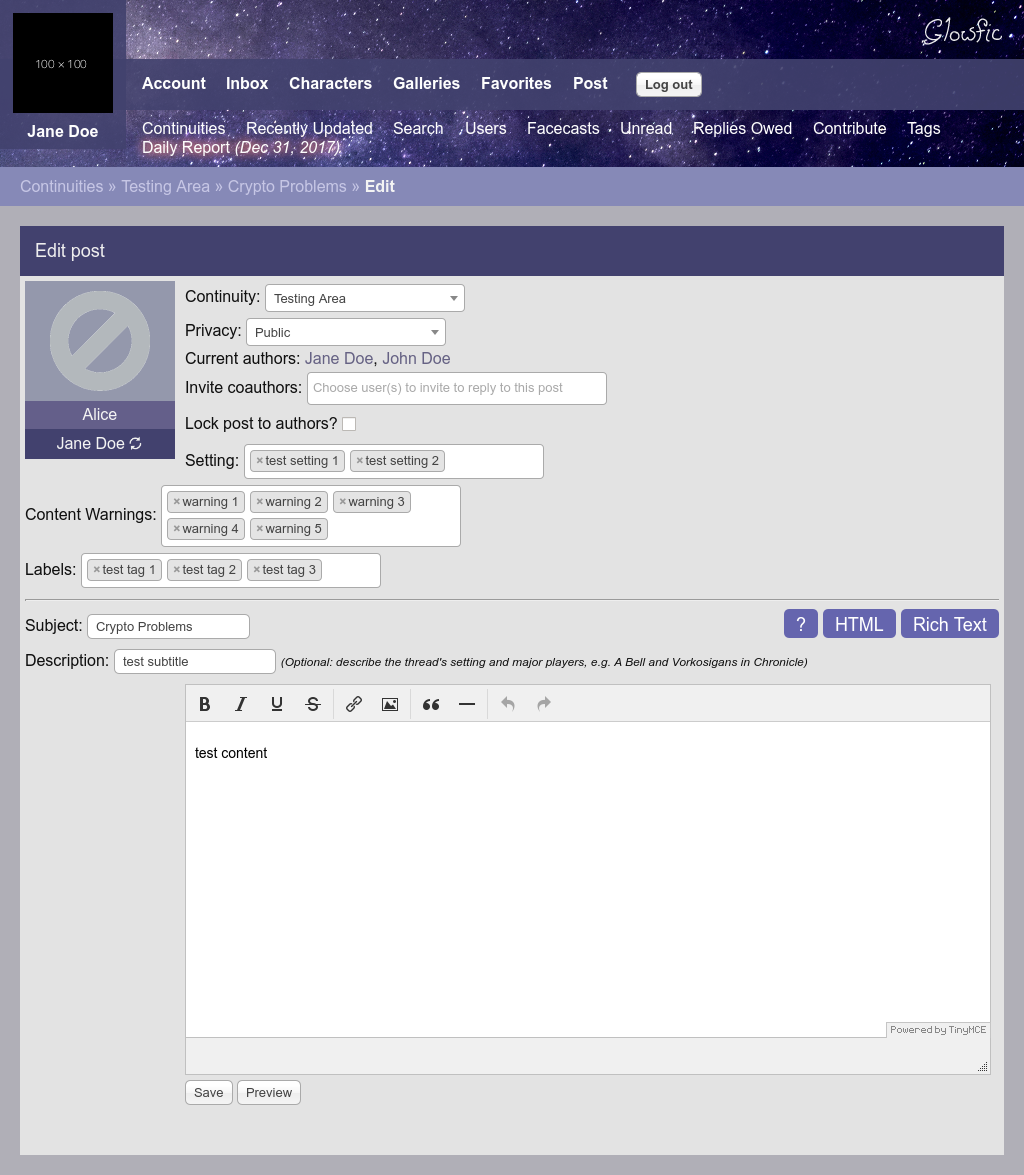 100 × 100
Glowfic
Account Inbox Characters Galleries Favorites Post Log out
Jane Doe
Continuities Recently Updated Search Users Facecasts Unread Replies Owed Contribute Tags
Daily Report (Dec 31, 2017)
Continuities » Testing Area » Crypto Problems » Edit
Edit post
Continuity: Testing Area
Privacy: Public
Current authors: Jane Doe, John Doe
Invite coauthors: Choose user(s) to invite to reply to this post
Alice
Lock post to authors?
Jane Doe
Setting: ×test setting 1 ×test setting 2
Content Warnings: ×warning 1 ×warning 2 ×warning 3
×warning 4 ×warning 5
Labels: ×test tag 1 ×test tag 2 ×test tag 3
Subject: Crypto Problems ? HTML Rich Text
Description: test subtitle (Optional: describe the thread's setting and major players, e.g. A Bell and Vorkosigans in Chronicle)
B I U S
test content
Powered by TinyMCE
Save Preview